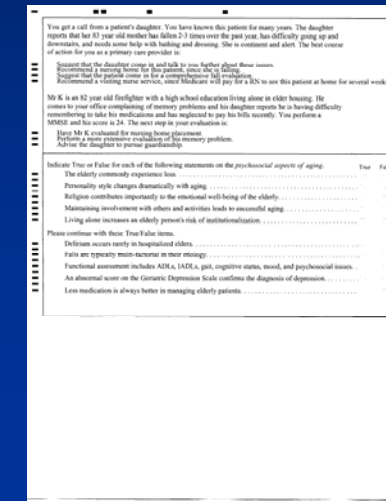 You get a call from a patient's daughter. You have known this patient for many years. The daughter
reports that her 83 year old mother has fallen 2-3 times over the past year, has difficulty going up and
downstairs, and needs some help with bathing and dressing. She is continent and alert. The best course
of action for you as a primary care provider is:
Suggest that the daughter come in and talk to you further about these issues.
Recommend a nursing home for this patient, since she is falling.
Suggest that the patient come in for a comprehensive fall evaluation.
Recommend a visiting nurse service, since Medicare will pay for a RN to see this patient at home for several week
Mr K is an 82 year old firefighter with a high school education living alone in elder housing. He
comes to your office complaining of memory problems and his daughter reports he is having difficulty
remembering to take his medications and has neglected to pay his bills recently. You perform a
MMSE and his score is 24. The next step in your evaluation is:
Have Mr K evaluated for nursing home placement
Perform a more extensive evaluation of his memory problem.
Advise the daughter to pursue guardianship
Indicate True or False for each of the following statements on the psychosocial aspects of aging. True Fa
The elderly commonly experience loss
Personality style changes dramatically with aging
Religion contributes importantly to the emotional well-being of the elderly
Maintaining involvement with others and activities leads to successful aging
Living alone increases an elderly person's risk of institutionalization
Please continue with these True/False items.
Delirium occurs rarely in hospitalized elders
Falls are typically multi-factorial in their etiology
Functional assessment includes ADLs, IADLs, gait, cognitive status, mood, and psychosocial issues
An abnormal score on the Geriatric Depression Scale confirms the diagnosis of depression
Less medication is always better in managing elderly patients